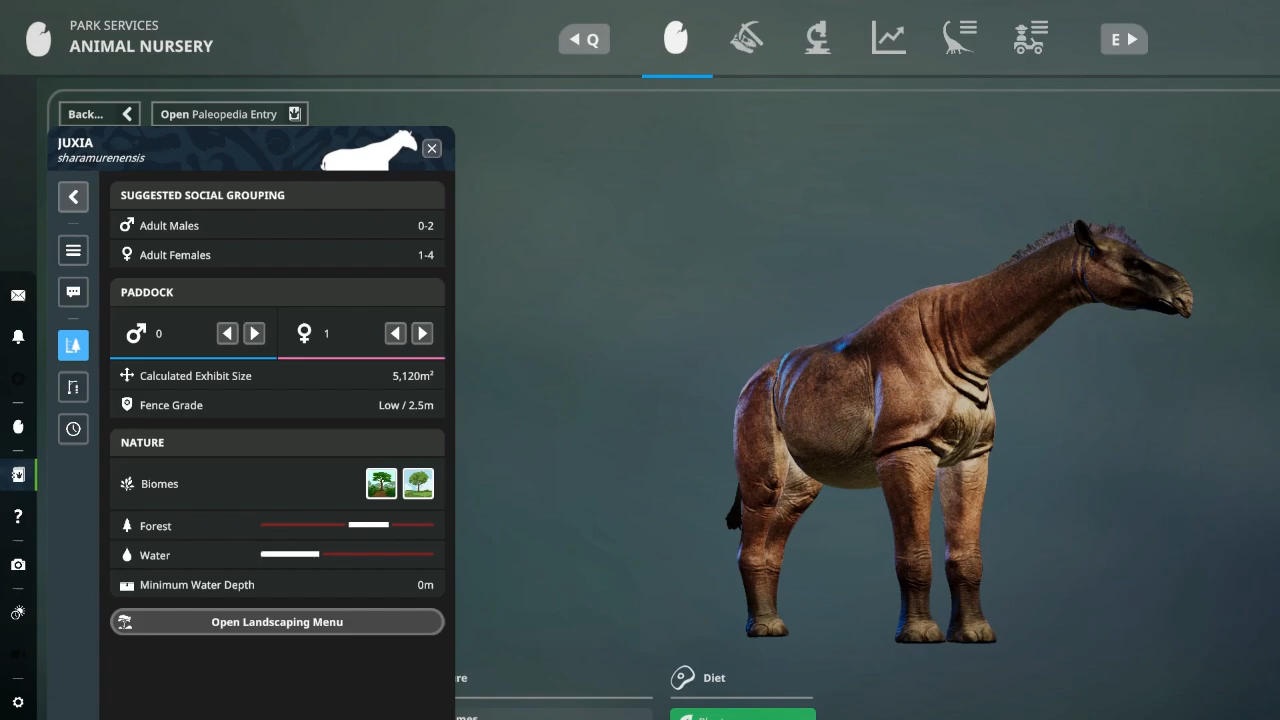 PARK SERVICES
ANIMAL NURSERY
Q
E
Back...
Open Paleopedia Entry
JUXIA
sharamurenensis
SUGGESTED SOCIAL GROUPING
Adult Males 0-2
Adult Females 1-4
PADDOCK
0 1
Calculated Exhibit Size 5,120m²
Fence Grade Low / 2.5m
NATURE
Biomes
Forest
Water
Minimum Water Depth 0m
Open Landscaping Menu
Diet